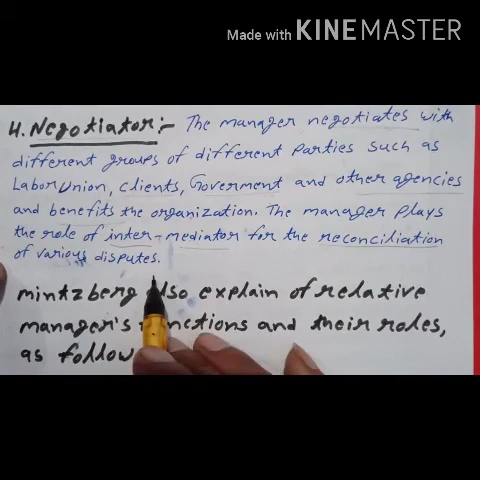 Made with KINEMASTER
4. Negotiator:- The manager negotiates with
different groups of different Parties such as
Labor Union, clients, Goverment and other agencies
and benefits the organization. The manager plays
the role of inter-mediator for the reconciliation
of various disputes.
mintzberg also explain of relative
manager's functions and their roles,
as follow